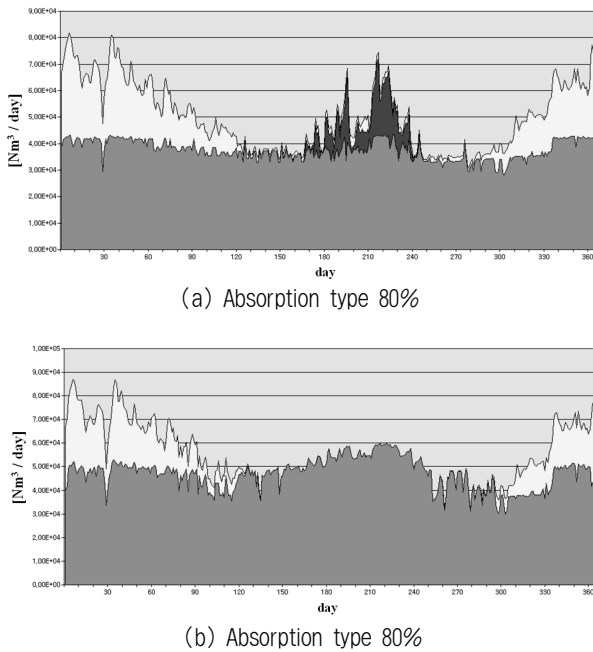 9,00E+04
8,00E+04
7,00E+04
6,00E+04
5,00E+04
4,00E+04
3,00E+04
2,00E+04
1,00E+04
0,00E+00
[Nm³ / day]
30 60 90 120 150 180 210 240 270 300 330 360
day
(a) Absorption type 80%
1,00E+05
9,00E+04
8,00E+04
7,00E+04
6,00E+04
5,00E+04
4,00E+04
3,00E+04
2,00E+04
1,00E+04
0,00E+00
[Nm³ / day]
30 60 90 120 150 180 210 240 270 300 330 360
day
(b) Absorption type 80%